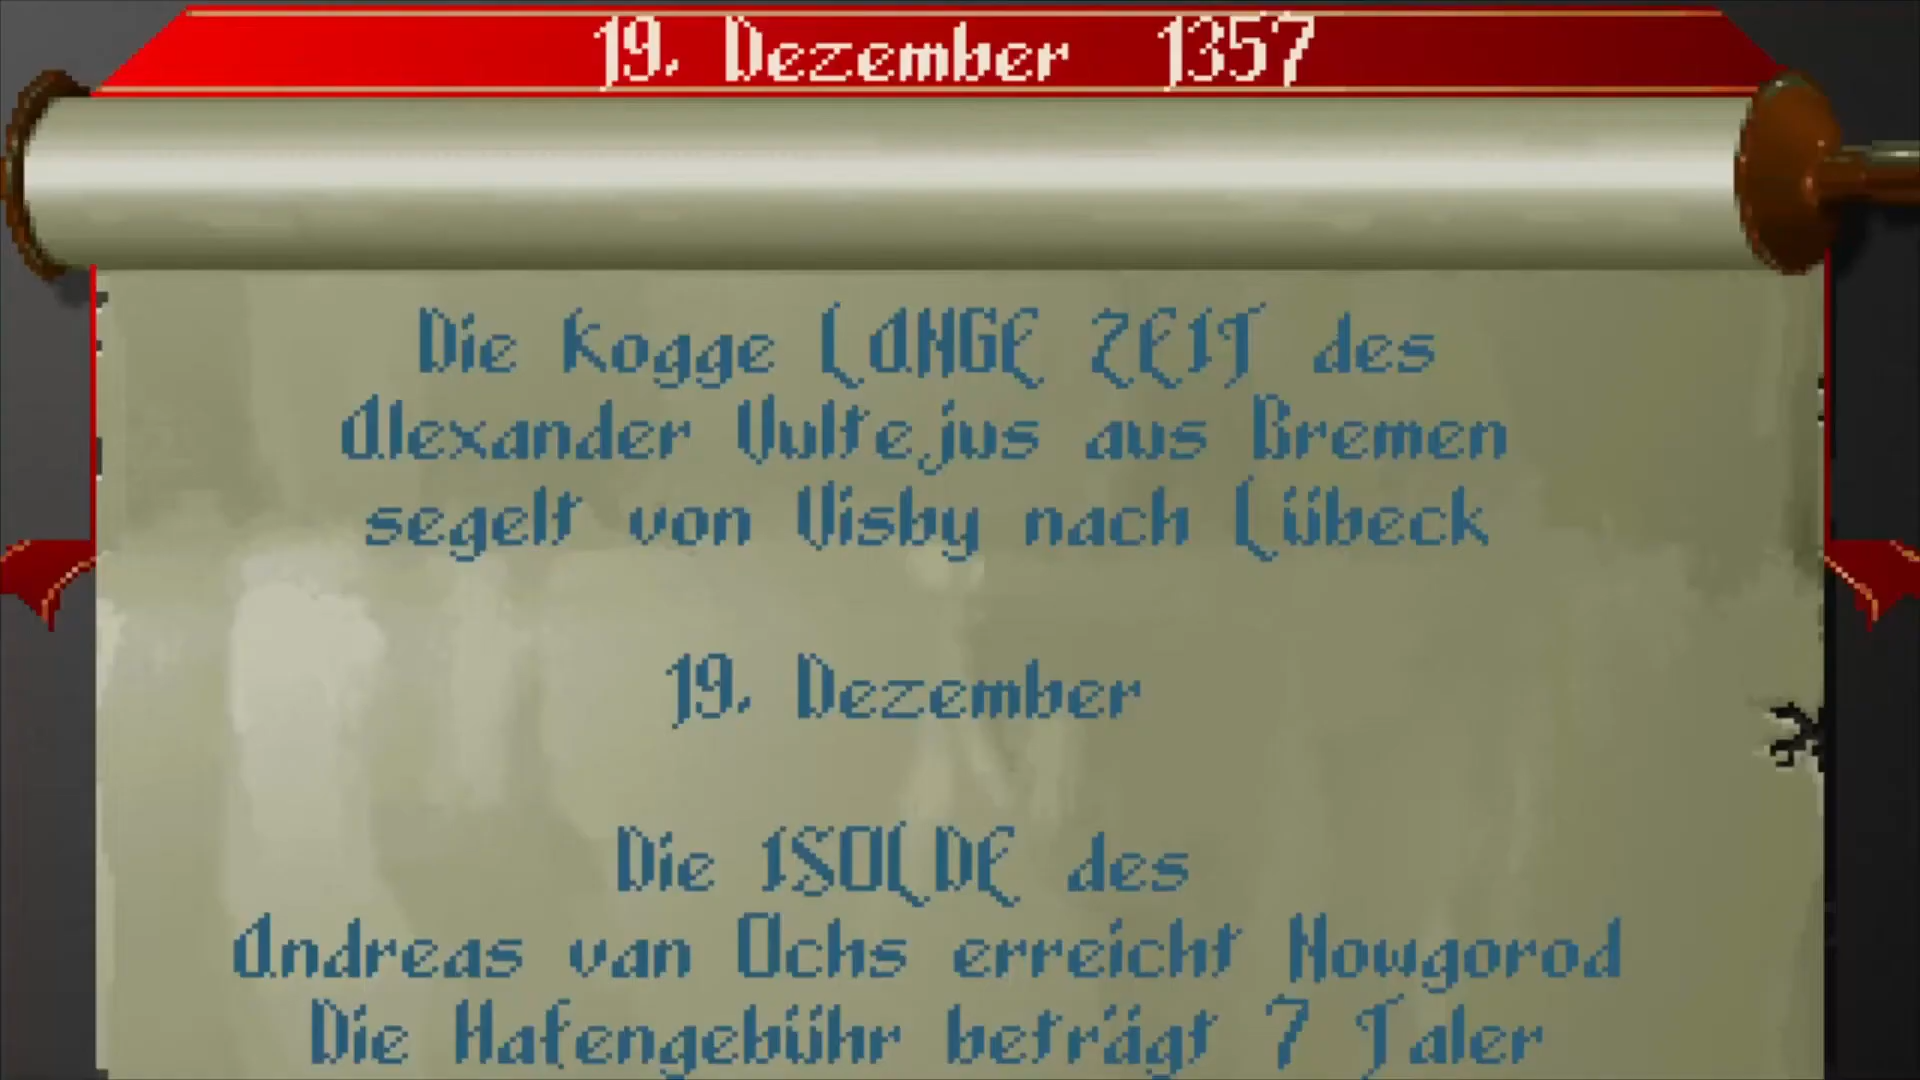 19. Dezember 1357
Die Kogge LANGE ZEIT des
Alexander Vultejus aus Bremen
segelt von Visby nach Lübeck
19. Dezember
Die ISOLDE des
Andreas van Ochs erreicht Nowgorod
Die Hafengebühr beträgt 7 Taler